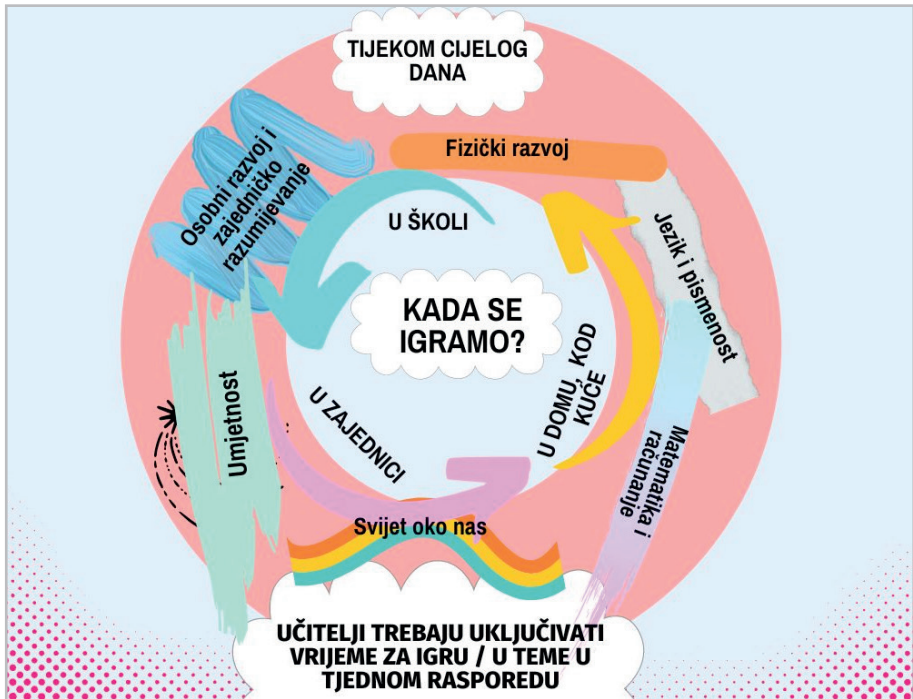 TIJEKOM CIJELOG
DANA
Fizički razvoj
Osobni razvoj i
zajedničko
razumijevanje
U ŠKOLI
Jezik i pismenost
KADA SE
IGRAMO?
U DOMU, KOD
KUĆE
U ZAJEDNICI
Umjetnost
Matematika i
računanje
Svijet oko nas
UČITELJI TREBAJU UKLJUČIVATI
VRIJEME ZA IGRU / U TEME U
TJEDNOM RASPOREDU